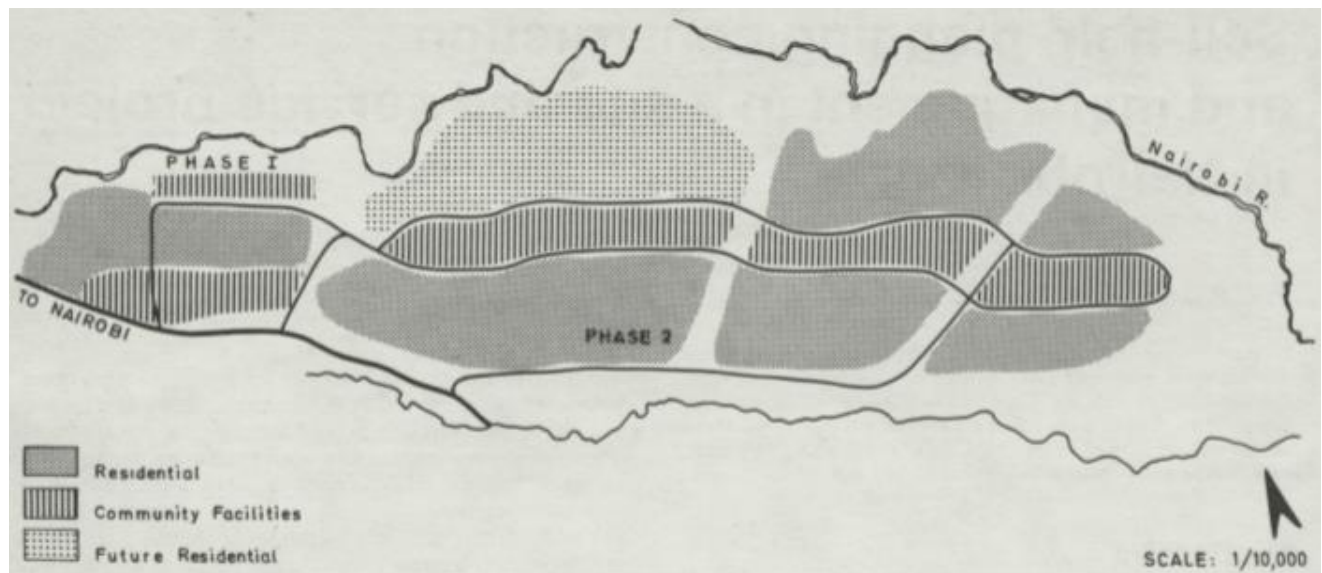 PHASE I
Nairobi R.
TO NAIROBI
PHASE 2
Residential
Community Facilities
Future Residential
SCALE: 1/10,000